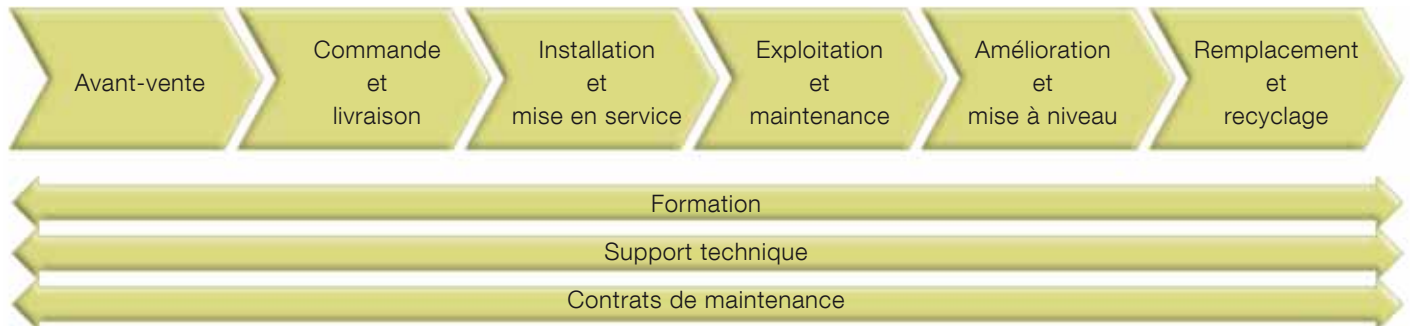 Avant-vente
Commande
et
livraison
Installation
et
mise en service
Exploitation
et
maintenance
Amélioration
et
mise à niveau
Remplacement
et
recyclage
Formation
Support technique
Contrats de maintenance